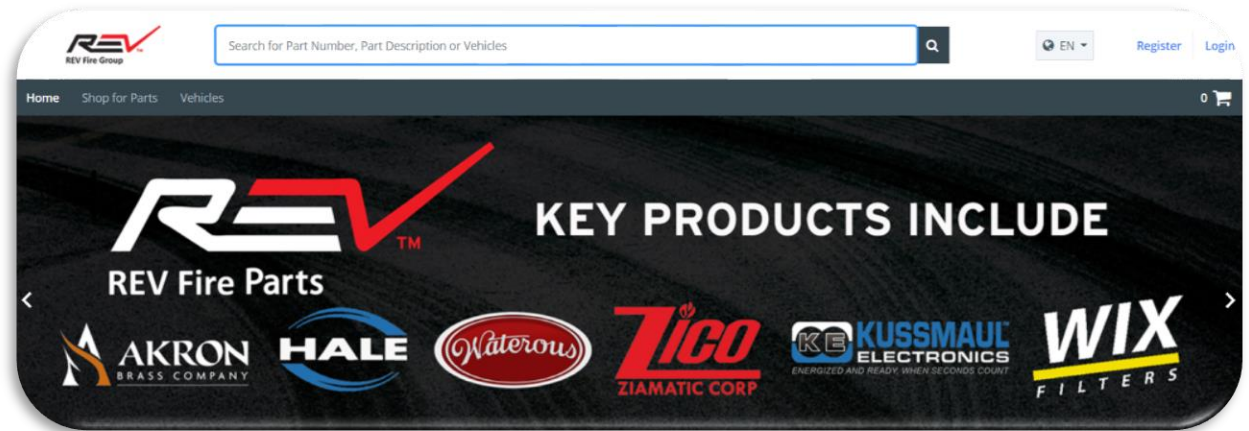 REV
REV Fire Group
Search for Part Number, Part Description or Vehicles
EN
Register
Login
Home
Shop for Parts
Vehicles
0
REV™
REV Fire Parts
KEY PRODUCTS INCLUDE
AKRON
BRASS COMPANY
HALE
Waterous
ZICO
ZIAMATIC CORP
KE
KUSSMAUL
ELECTRONICS
ENERGIZED AND READY, WHEN SECONDS COUNT
WIX
FILTERS